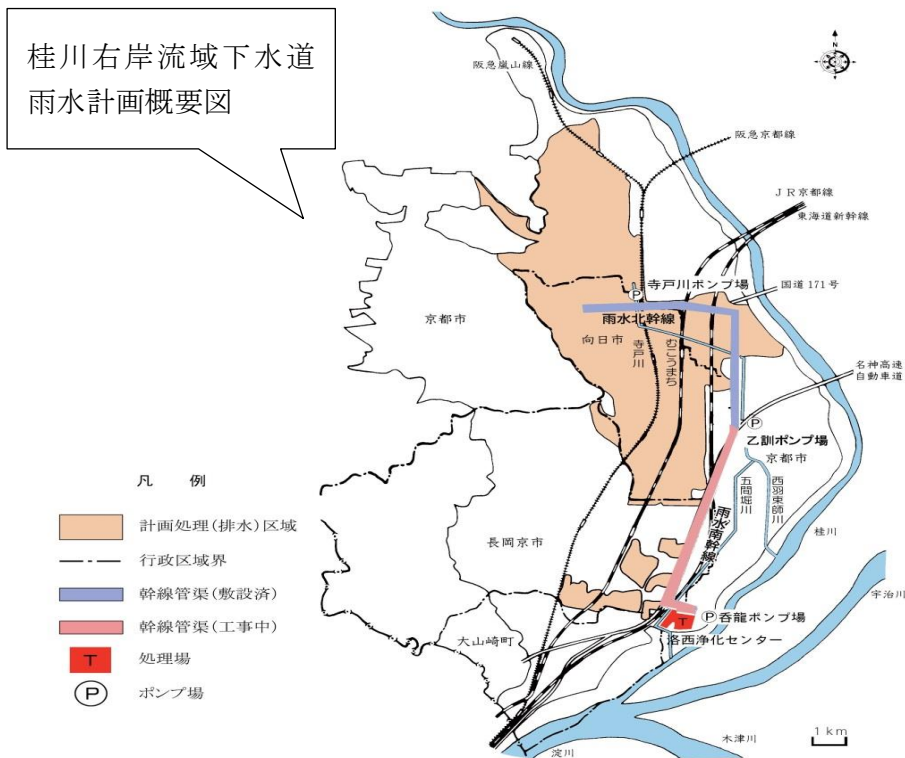 桂川右岸流域下水道
雨水計画概要図
阪急嵐山線
N
阪急京都線
JR京都線
東海道新幹線
寺戸川ポンプ場
国道171号
P
雨水北幹線
京都市
向日市
寺戸川
むこうまち
名神高速
自動車道
P
乙訓ポンプ場
京都市
五間堀川
西羽束師川
雨水南幹線
桂川
長岡京市
宇治川
P
呑龍ポンプ場
T
洛西浄化センター
大山崎町
木津川
淀川
1km
凡 例
計画処理(排水)区域
行政区域界
幹線管渠(敷設済)
幹線管渠(工事中)
T 処理場
P ポンプ場